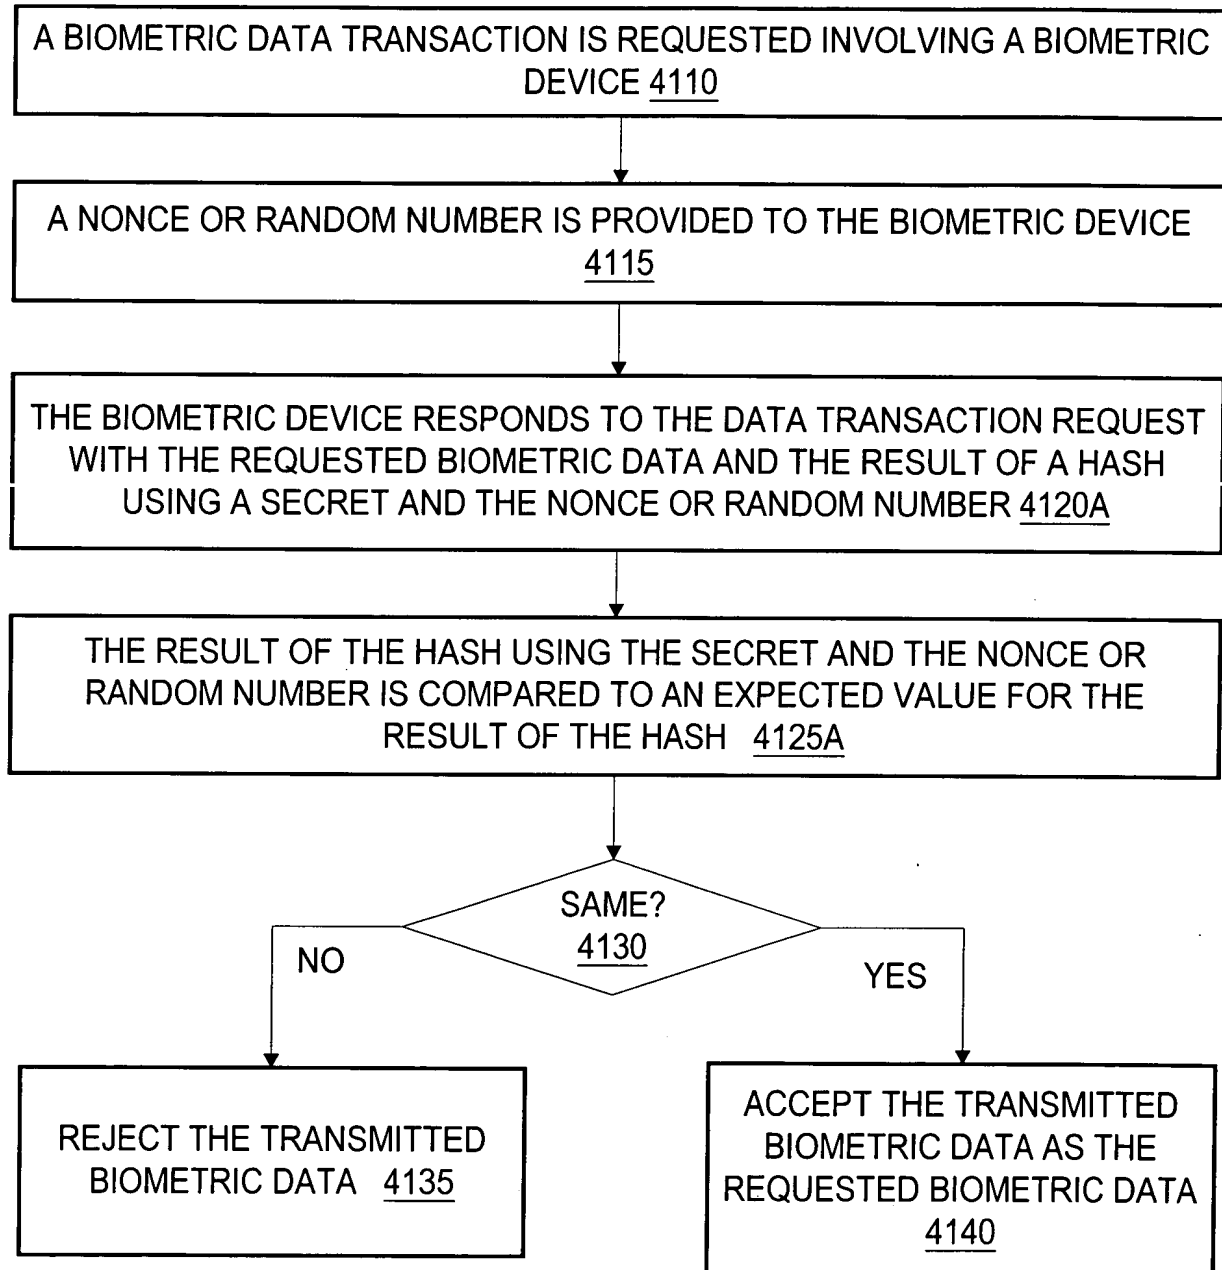 A BIOMETRIC DATA TRANSACTION IS REQUESTED INVOLVING A BIOMETRIC
DEVICE 4110
A NONCE OR RANDOM NUMBER IS PROVIDED TO THE BIOMETRIC DEVICE
4115
THE BIOMETRIC DEVICE RESPONDS TO THE DATA TRANSACTION REQUEST
WITH THE REQUESTED BIOMETRIC DATA AND THE RESULT OF A HASH
USING A SECRET AND THE NONCE OR RANDOM NUMBER 4120A
THE RESULT OF THE HASH USING THE SECRET AND THE NONCE OR
RANDOM NUMBER IS COMPARED TO AN EXPECTED VALUE FOR THE
RESULT OF THE HASH 4125A
SAME?
4130
NO
YES
REJECT THE TRANSMITTED
BIOMETRIC DATA 4135
ACCEPT THE TRANSMITTED
BIOMETRIC DATA AS THE
REQUESTED BIOMETRIC DATA
4140